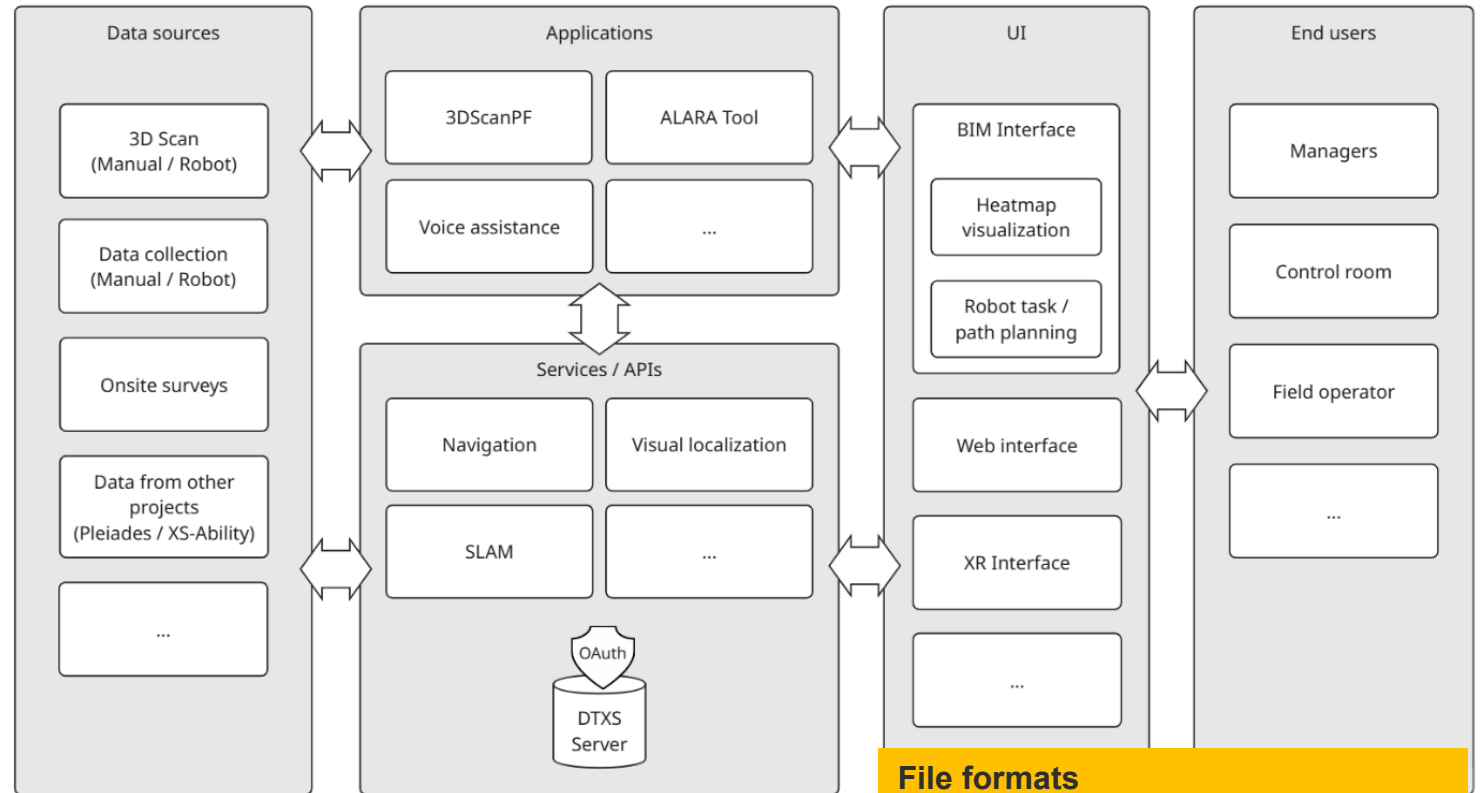 Data sources
3D Scan
(Manual / Robot)
Data collection
(Manual / Robot)
Onsite surveys
Data from other
projects
(Pleiades / XS-Ability)
...
Applications
3DScanPF
ALARA Tool
Voice assistance
...
Services / APIs
Navigation
Visual localization
SLAM
...
OAuth
DTXS
Server
UI
BIM Interface
Heatmap
visualization
Robot task /
path planning
Web interface
XR Interface
...
End users
Managers
Control room
Field operator
...
File formats